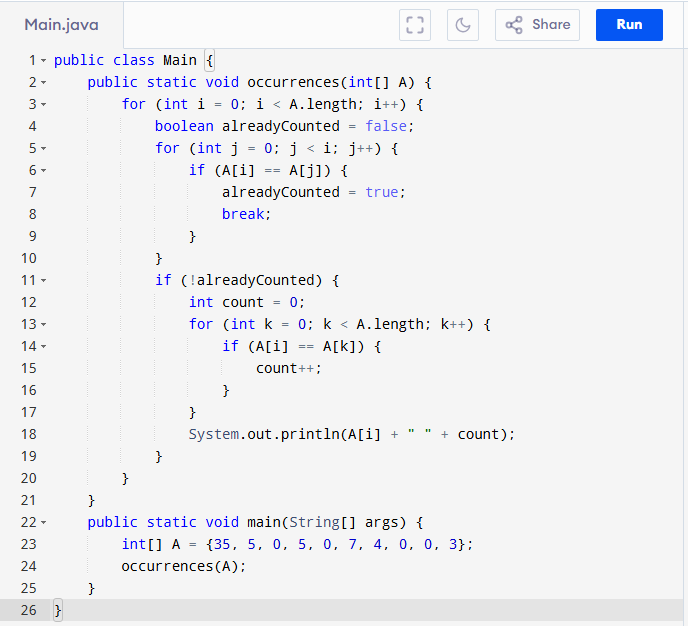 Main.java Share Run
1 public class Main {
2     public static void occurrences(int[] A) {
3         for (int i = 0; i < A.length; i++) {
4             boolean alreadyCounted = false;
5             for (int j = 0; j < i; j++) {
6                 if (A[i] == A[j]) {
7                     alreadyCounted = true;
8                     break;
9                 }
10             }
11             if (!alreadyCounted) {
12                 int count = 0;
13                 for (int k = 0; k < A.length; k++) {
14                     if (A[i] == A[k]) {
15                         count++;
16                     }
17                 }
18                 System.out.println(A[i] + " " + count);
19             }
20         }
21     }
22     public static void main(String[] args) {
23         int[] A = {35, 5, 0, 5, 0, 7, 4, 0, 0, 3};
24         occurrences(A);
25     }
26 }